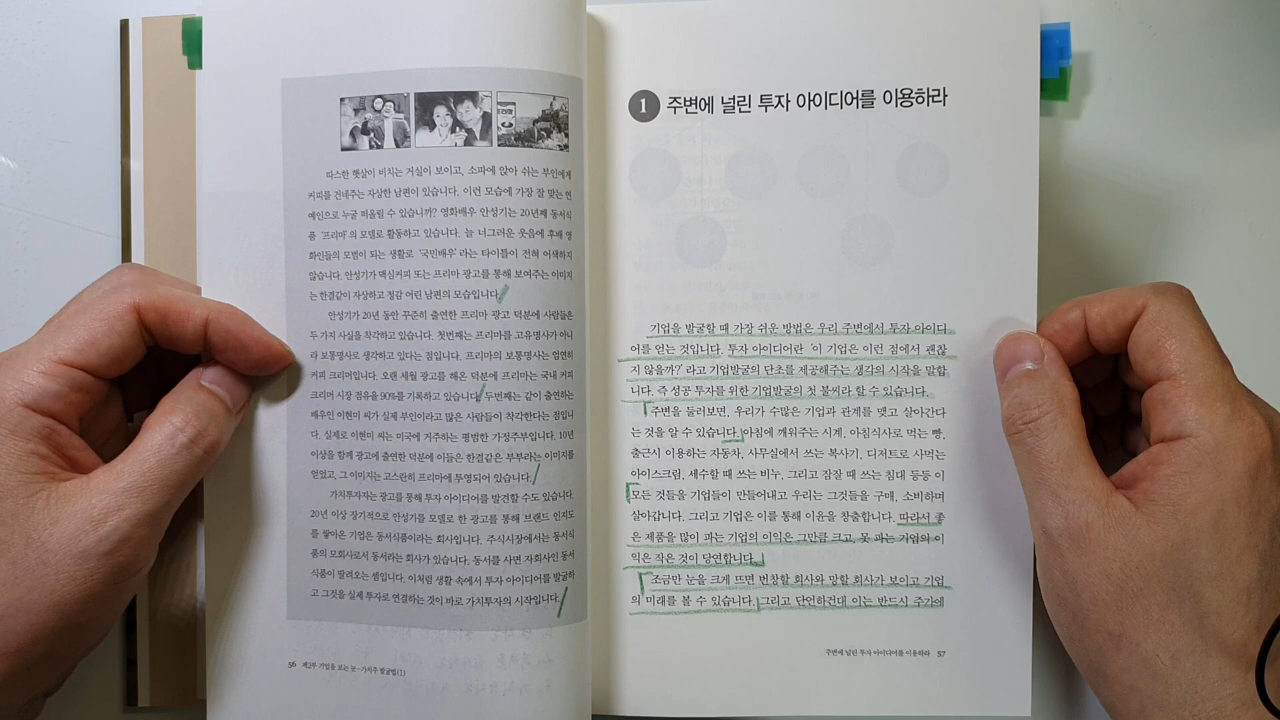 따스한 햇살이 비치는 거실이 보이고, 소파에 앉아 쉬는 부인에게
커피를 건네주는 자상한 남편이 있습니다. 이런 모습에 가장 잘 맞는 연
예인으로 누굴 떠올릴 수 있습니까? 영화배우 안성기는 20년째 동서식
품 '프리마'의 모델로 활동하고 있습니다. 늘 너그러운 웃음에 후배 영
화인들의 모범이 되는 생활로 '국민배우'라는 타이틀이 전혀 어색하지
않습니다. 안성기가 맥심커피 또는 프리마 광고를 통해 보여주는 이미지
는 한결같이 자상하고 정감 어린 남편의 모습입니다.
안성기가 20년 동안 꾸준히 출연한 프리마 광고 덕분에 사람들은
두 가지 사실을 착각하고 있습니다. 첫번째는 프리마를 고유명사가 아니
라 보통명사로 생각하고 있다는 점입니다. 프리마의 보통명사는 엄연히
커피 크리머입니다. 오랜 세월 광고를 해온 덕분에 프리마는 국내 커피
크리머 시장 점유율 90%를 기록하고 있습니다. 두번째는 같이 출연하는
배우인 이현미 씨가 실제 부인이라고 많은 사람들이 착각한다는 점입니
다. 실제로 이현미 씨는 미국에 거주하는 평범한 가정주부입니다. 10년
이상을 함께 광고에 출연한 덕분에 이들은 한결같은 부부라는 이미지를
얻었고, 그 이미지는 고스란히 프리마에 투영되어 있습니다.
가치투자자는 광고를 통해 투자 아이디어를 발견할 수도 있습니다.
20년 이상 장기적으로 안성기를 모델로 한 광고를 통해 브랜드 인지도
를 쌓아온 기업은 동서식품이라는 회사입니다. 주식시장에서는 동서식
품의 모회사로서 동서라는 회사가 있습니다. 동서를 사면 자회사인 동서
식품이 딸려오는 셈입니다. 이처럼 생활 속에서 투자 아이디어를 발굴하
고 그것을 실제 투자로 연결하는 것이 바로 가치투자의 시작입니다.
56 제2부 기업을 보는 눈-가치주 발굴법(1)
1 주변에 널린 투자 아이디어를 이용하라
기업을 발굴할 때 가장 쉬운 방법은 우리 주변에서 투자 아이디
어를 얻는 것입니다. 투자 아이디어란 '이 기업은 이런 점에서 괜찮
지 않을까?'라고 기업발굴의 단초를 제공해주는 생각의 시작을 말합
니다. 즉 성공 투자를 위한 기업발굴의 첫 불씨라 할 수 있습니다.
주변을 둘러보면, 우리가 수많은 기업과 관계를 맺고 살아간다
는 것을 알 수 있습니다. 아침에 깨워주는 시계, 아침식사로 먹는 빵,
출근시 이용하는 자동차, 사무실에서 쓰는 복사기, 디저트로 사먹는
아이스크림, 세수할 때 쓰는 비누, 그리고 잠잘 때 쓰는 침대 등등 이
모든 것들을 기업들이 만들어내고 우리는 그것들을 구매, 소비하며
살아갑니다. 그리고 기업은 이를 통해 이윤을 창출합니다. 따라서 좋
은 제품을 많이 파는 기업의 이익은 그만큼 크고, 못 파는 기업의 이
익은 작은 것이 당연합니다.
조금만 눈을 크게 뜨면 번창할 회사와 망할 회사가 보이고 기업
의 미래를 볼 수 있습니다. 그리고 단언하건대 이는 반드시 주가에
주변에 널린 투자 아이디어를 이용하라 57